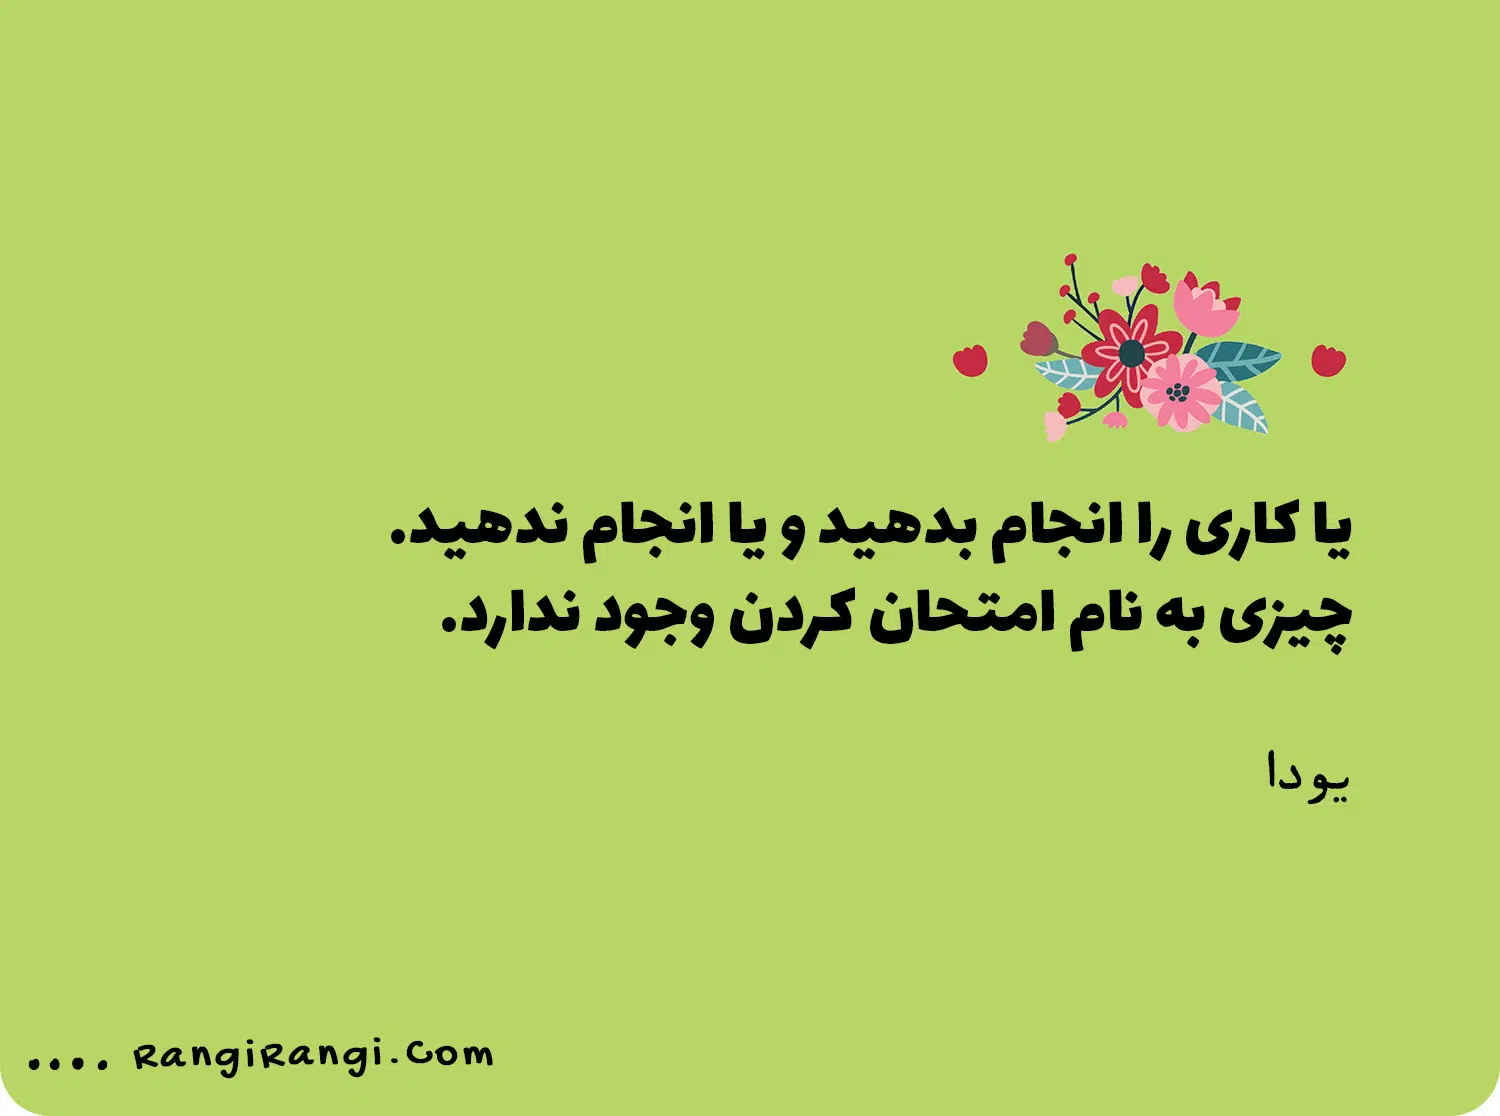 یا کاری را انجام بدهید و یا انجام ندهید.
چیزی به نام امتحان کردن وجود ندارد.
یودا
.... RangiRangi.Com